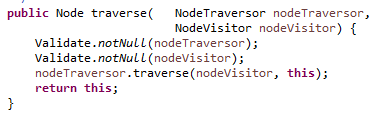 public Node traverse(   NodeTraversor nodeTraversor,
                        NodeVisitor nodeVisitor) {
    Validate.notNull(nodeTraversor);
    Validate.notNull(nodeVisitor);
    nodeTraversor.traverse(nodeVisitor, this);
    return this;
}